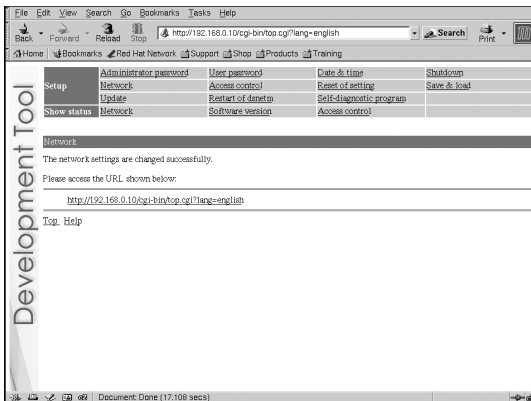 File Edit View Search Go Bookmarks Tasks Help
Back Forward Reload Stop http://192.168.0.10/cgi-bin/top.cgi?lang=english Search Print
Home Bookmarks Red Hat Network Support Shop Products Training
Development Tool
Setup Administrator password User password Date & time Shutdown
Network Access control Reset of setting Save & load
Update Restart of dsnetm Self-diagnostic program
Show status Network Software version Access control
Network
The network settings are changed successfully.
Please access the URL shown below:
http://192.168.0.10/cgi-bin/top.cgi?lang=english
Top Help
Document: Done (17.108 secs)